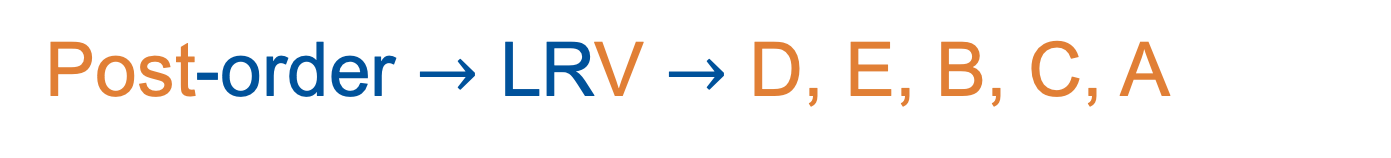 Post-order → LRV → D, E, B, C, A